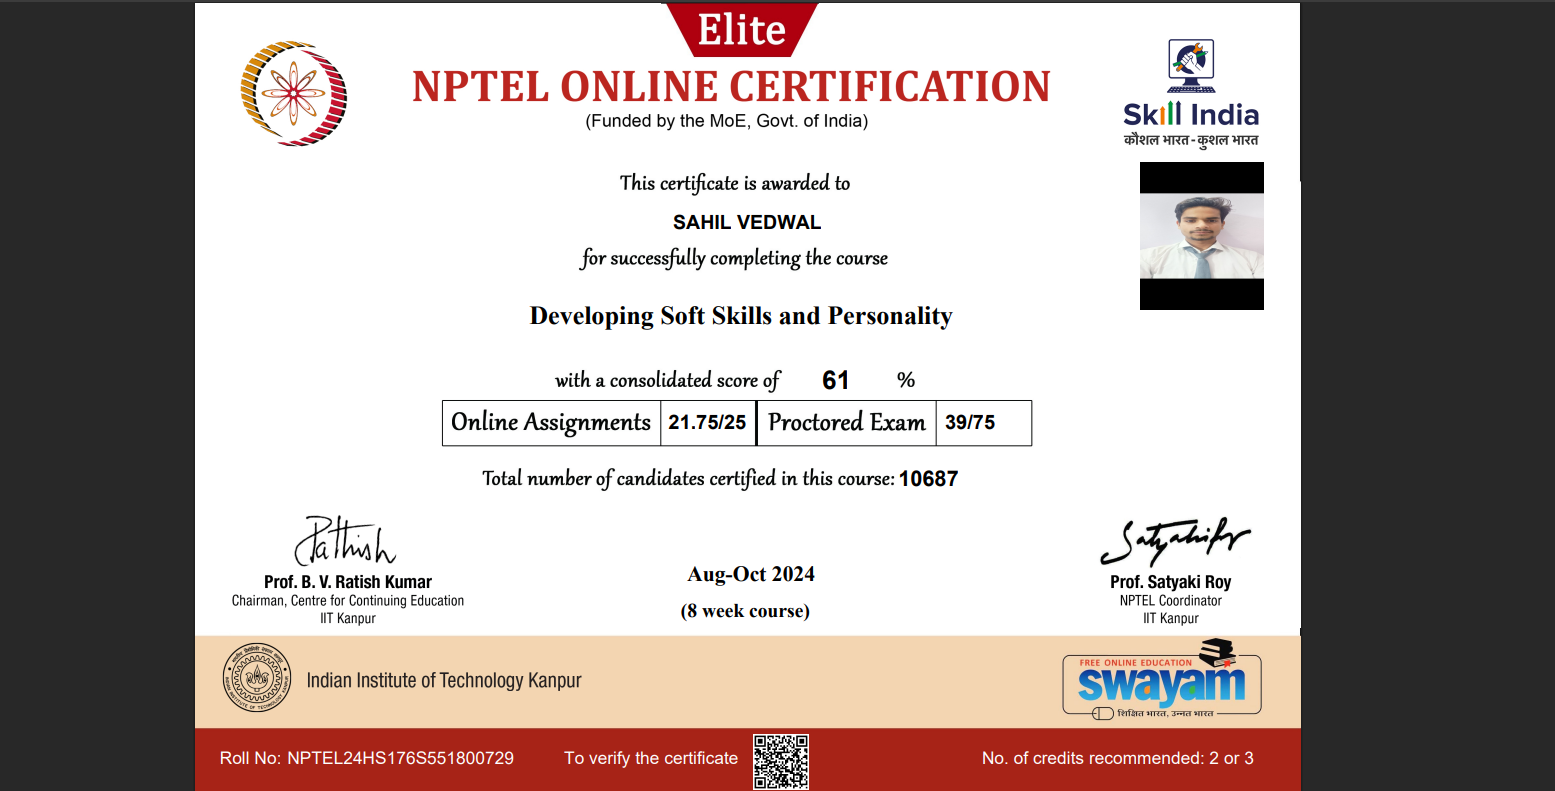 Elite
NPTEL ONLINE CERTIFICATION
(Funded by the MoE, Govt. of India)
Skill India
कौशल भारत - कुशल भारत
This certificate is awarded to
SAHIL VEDWAL
for successfully completing the course
Developing Soft Skills and Personality
with a consolidated score of 61 %
Online Assignments 21.75/25 Proctored Exam 39/75
Total number of candidates certified in this course: 10687
Prof. B. V. Ratish Kumar
Chairman, Centre for Continuing Education
IIT Kanpur
Aug-Oct 2024
(8 week course)
Prof. Satyaki Roy
NPTEL Coordinator
IIT Kanpur
Indian Institute of Technology Kanpur
FREE ONLINE EDUCATION
swayam
शिक्षित भारत, उन्नत भारत
Roll No: NPTEL24HS176S551800729
To verify the certificate
No. of credits recommended: 2 or 3